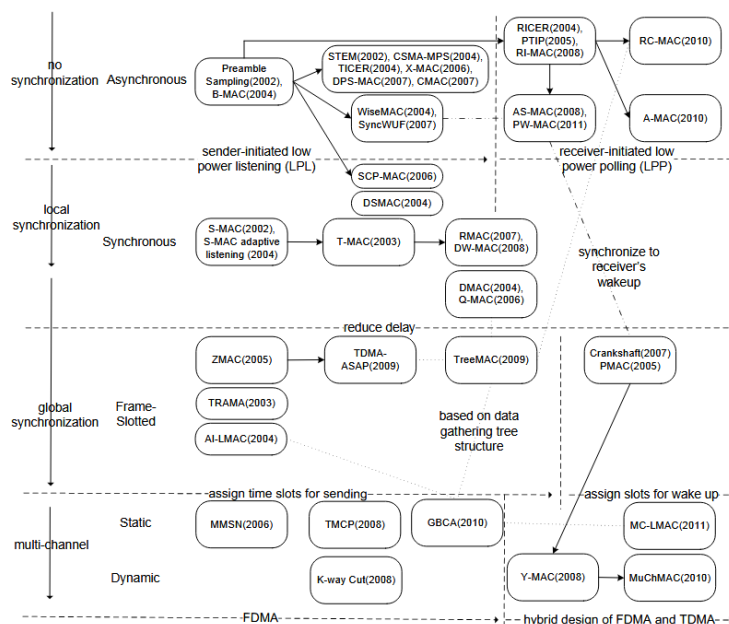 no
synchronization
Asynchronous
Preamble
Sampling(2002),
B-MAC(2004)
STEM(2002), CSMA-MPS(2004),
TICER(2004), X-MAC(2006),
DPS-MAC(2007), CMAC(2007)
WiseMAC(2004),
SyncWUF(2007)
RICER(2004),
PTIP(2005),
RI-MAC(2008)
RC-MAC(2010)
AS-MAC(2008),
PW-MAC(2011)
A-MAC(2010)
sender-initiated low
power listening (LPL)
receiver-initiated low
power polling (LPP)
SCP-MAC(2006)
DSMAC(2004)
local
synchronization
Synchronous
S-MAC(2002),
S-MAC adaptive
listening (2004)
T-MAC(2003)
RMAC(2007),
DW-MAC(2008)
DMAC(2004),
Q-MAC(2006)
synchronize to
receiver's
wakeup
reduce delay
global
synchronization
Frame-
Slotted
ZMAC(2005)
TDMA-
ASAP(2009)
TreeMAC(2009)
Crankshaft(2007)
PMAC(2005)
TRAMA(2003)
AI-LMAC(2004)
based on data
gathering tree
structure
assign time slots for sending
assign slots for wake up
multi-channel
Static
MMSN(2006)
TMCP(2008)
GBCA(2010)
MC-LMAC(2011)
Dynamic
K-way Cut(2008)
Y-MAC(2008)
MuChMAC(2010)
FDMA
hybrid design of FDMA and TDMA